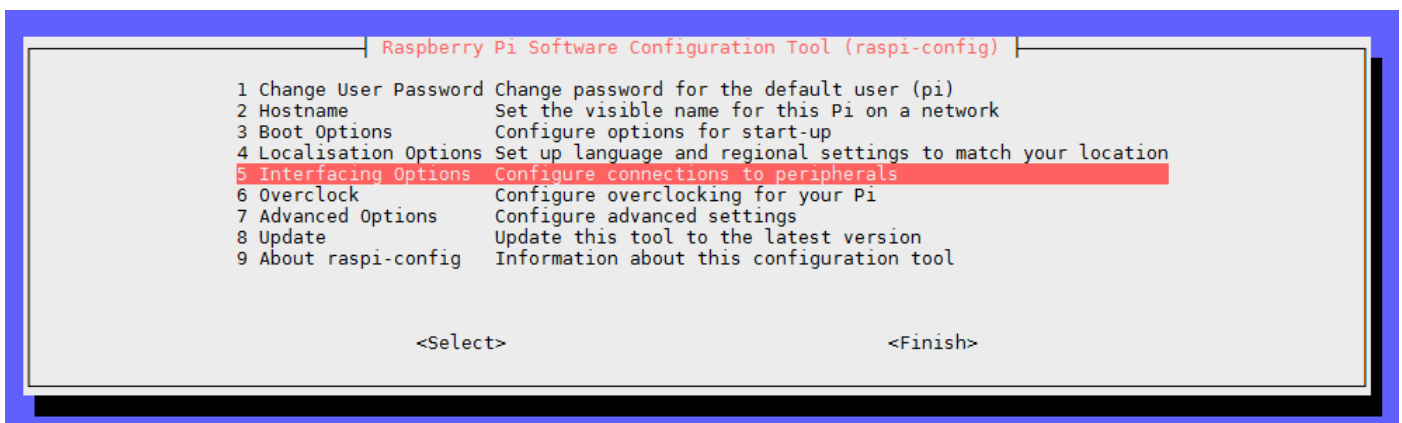 Raspberry Pi Software Configuration Tool (raspi-config)
1 Change User Password Change password for the default user (pi)
2 Hostname Set the visible name for this Pi on a network
3 Boot Options Configure options for start-up
4 Localisation Options Set up language and regional settings to match your location
5 Interfacing Options Configure connections to peripherals
6 Overclock Configure overclocking for your Pi
7 Advanced Options Configure advanced settings
8 Update Update this tool to the latest version
9 About raspi-config Information about this configuration tool
<Select> <Finish>